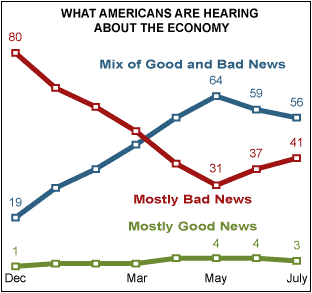 WHAT AMERICANS ARE HEARING
ABOUT THE ECONOMY
80
Mix of Good and Bad News
64
59
56
41
37
31
19
Mostly Bad News
Mostly Good News
1
4
4
3
Dec
Mar
May
July